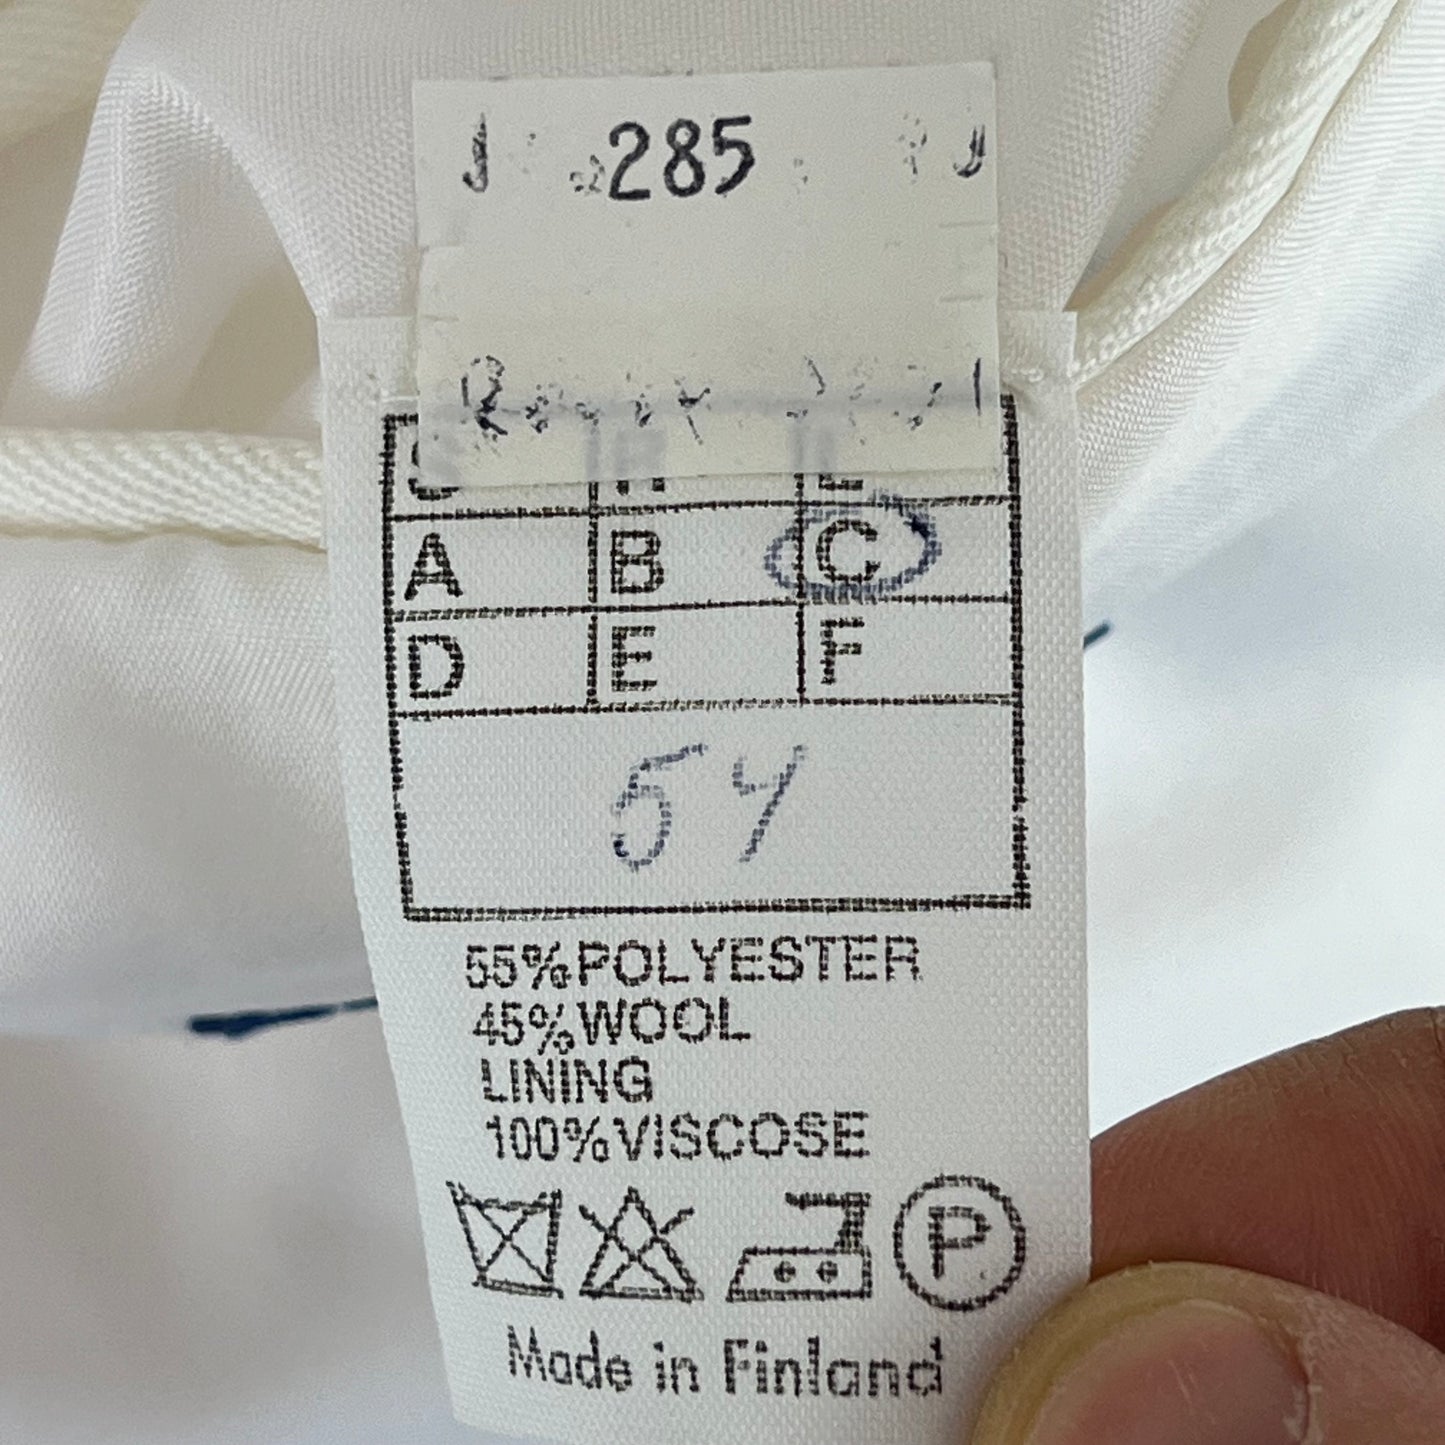 285
A B C
D E F
54
55% POLYESTER
45% WOOL
LINING
100% VISCOSE
P
Made in Finland